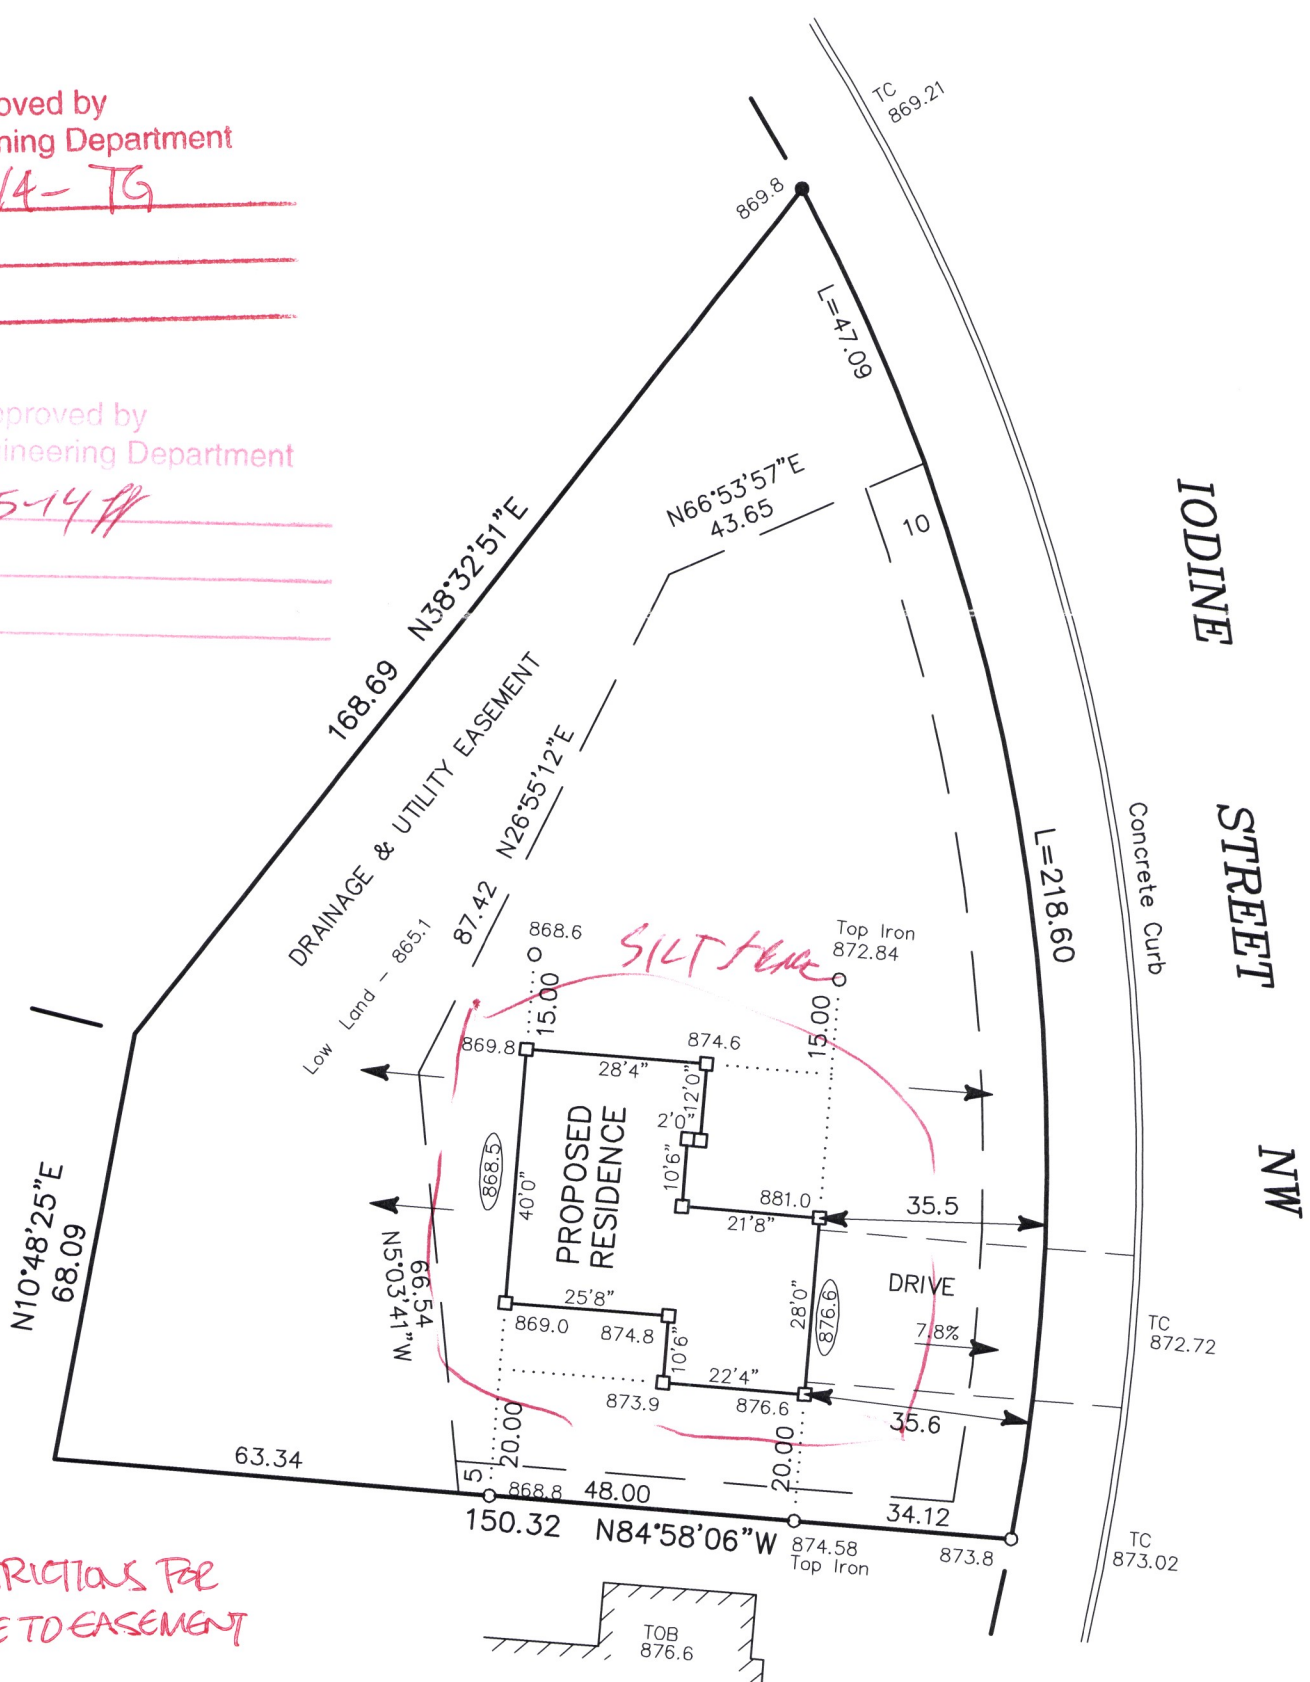 oved by
ning Department
14- TG
pproved by
ineering Department
5-14
TC
869.21
869.8
L=47.09
N66°53'57"E
43.65
10
IODINE
STREET
NW
N38°32'51"E
168.69
DRAINAGE & UTILITY EASEMENT
N26°55'12"E
87.42
Concrete Curb
L=218.60
Low Land - 865.1
868.6
SILT FENCE
Top Iron
872.84
15.00
15.00
869.8
874.6
28'4"
12'0"
2'0"
10'6"
868.5
40'0"
PROPOSED
RESIDENCE
881.0
21'8"
35.5
N10°48'25"E
68.09
66.54
N5°03'41"W
25'8"
869.0
874.8
10'6"
28'0"
876.6
DRIVE
7.8%
TC
872.72
22'4"
873.9
876.6
35.6
63.34
20.00
20.00
5
868.8
48.00
34.12
150.32
N84°58'06"W
874.58
Top Iron
873.8
TC
873.02
RICTIONS FOR
E TO EASEMENT
TOB
876.6